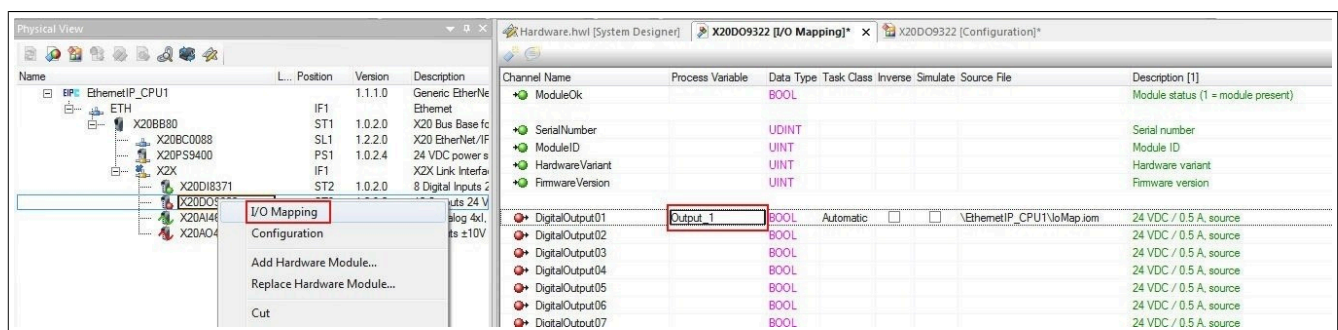 Physical View
Name L... Position Version Description
EIPC EthernetIP_CPU1 1.1.1.0 Generic EtherNe
ETH IF1 Ethernet
X20BB80 ST1 1.0.2.0 X20 Bus Base fo
X20BC0088 SL1 1.2.2.0 X20 EtherNet/IF
X20PS9400 PS1 1.0.2.4 24 VDC power s
X2X IF1 X2X Link Interfa
X20DI8371 ST2 1.0.2.0 8 Digital Inputs 2
X20DO uts 24 V
X20AI46 alog 4xI,
X20AO4 ts ±10V
I/O Mapping
Configuration
Add Hardware Module...
Replace Hardware Module...
Cut
Hardware.hwl [System Designer] X20DO9322 [I/O Mapping]* x X20DO9322 [Configuration]*
Channel Name Process Variable Data Type Task Class Inverse Simulate Source File Description [1]
ModuleOk BOOL Module status (1 = module present)
SerialNumber UDINT Serial number
ModuleID UINT Module ID
HardwareVariant UINT Hardware variant
FirmwareVersion UINT Firmware version
DigitalOutput01 Output_1 BOOL Automatic \EthernetIP_CPU1\IoMap.iom 24 VDC / 0.5 A, source
DigitalOutput02 BOOL 24 VDC / 0.5 A, source
DigitalOutput03 BOOL 24 VDC / 0.5 A, source
DigitalOutput04 BOOL 24 VDC / 0.5 A, source
DigitalOutput05 BOOL 24 VDC / 0.5 A, source
DigitalOutput06 BOOL 24 VDC / 0.5 A, source
DigitalOutput07 BOOL 24 VDC / 0.5 A, source